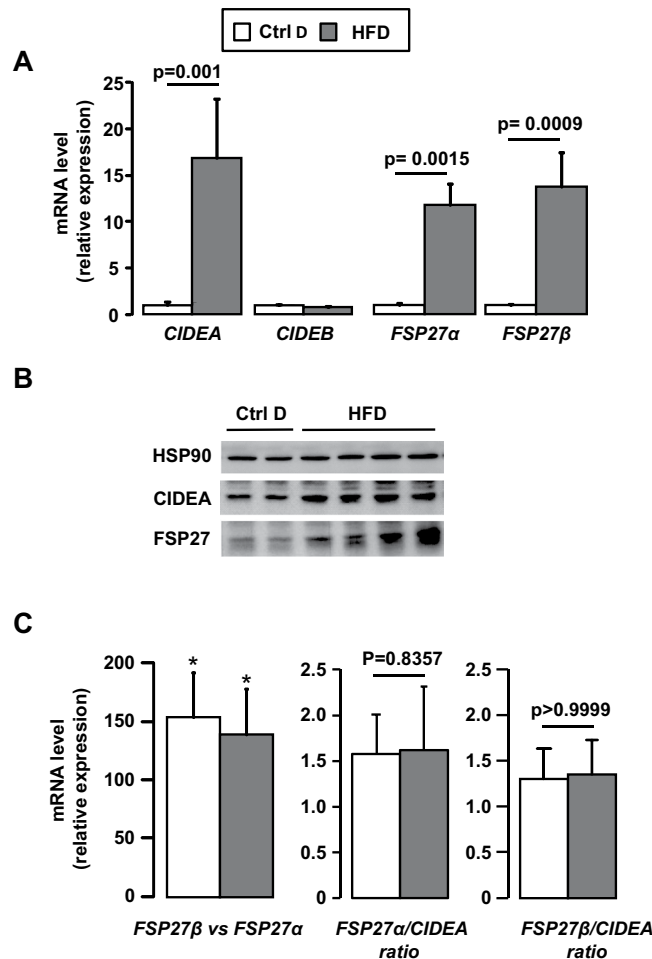 Ctrl D HFD
A
p=0.001
p= 0.0015
p= 0.0009
mRNA level
(relative expression)
25
20
15
10
5
0
CIDEA CIDEB FSP27α FSP27β
B
Ctrl D HFD
HSP90
CIDEA
FSP27
C
mRNA level
(relative expression)
200
150
100
50
0
* *
FSP27β vs FSP27α
2.5
2.0
1.5
1.0
0.5
0
P=0.8357
FSP27α/CIDEA
ratio
2.5
2.0
1.5
1.0
0.5
0
p>0.9999
FSP27β/CIDEA
ratio